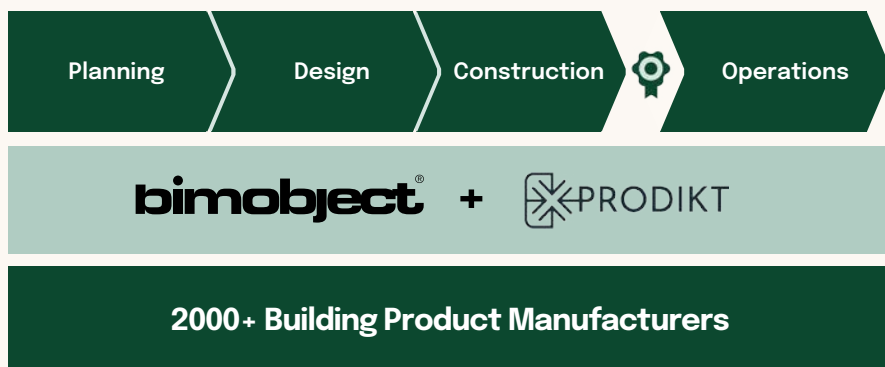 Planning Design Construction Operations
bimobject® + PRODIKT
2000+ Building Product Manufacturers